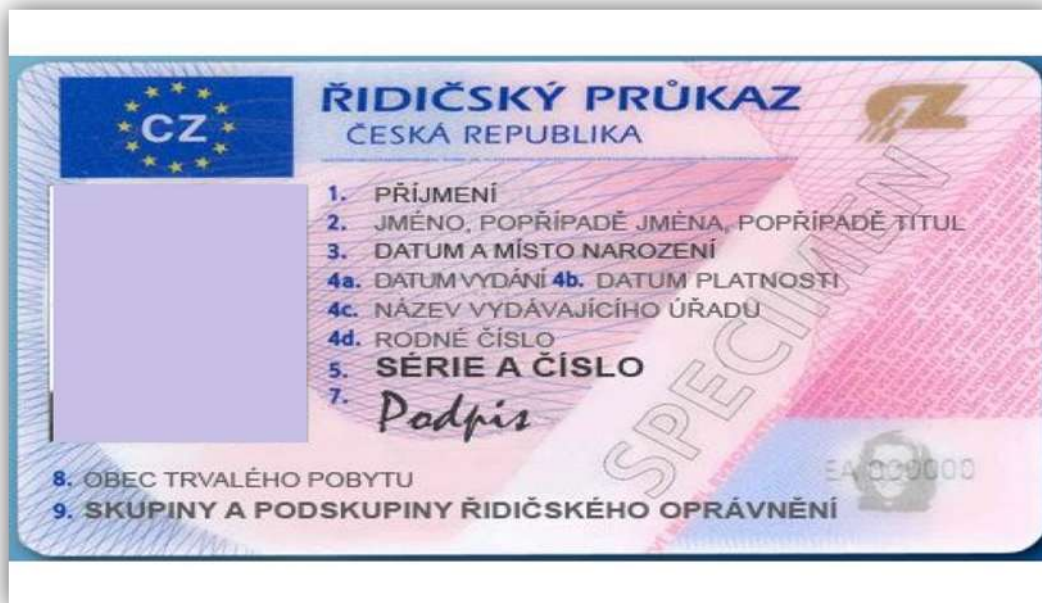 CZ
ŘIDIČSKÝ PRŮKAZ
ČESKÁ REPUBLIKA
CZ
1. PŘÍJMENÍ
2. JMÉNO, POPŘÍPADĚ JMÉNA, POPŘÍPADĚ TITUL
3. DATUM A MÍSTO NAROZENÍ
4a. DATUM VYDÁNÍ 4b. DATUM PLATNOSTI
4c. NÁZEV VYDÁVAJÍCÍHO ÚŘADU
4d. RODNÉ ČÍSLO
5. SÉRIE A ČÍSLO
7. Podpis
SPECIMEN
EA 000000
8. OBEC TRVALÉHO POBYTU
9. SKUPINY A PODSKUPINY ŘIDIČSKÉHO OPRÁVNĚNÍ